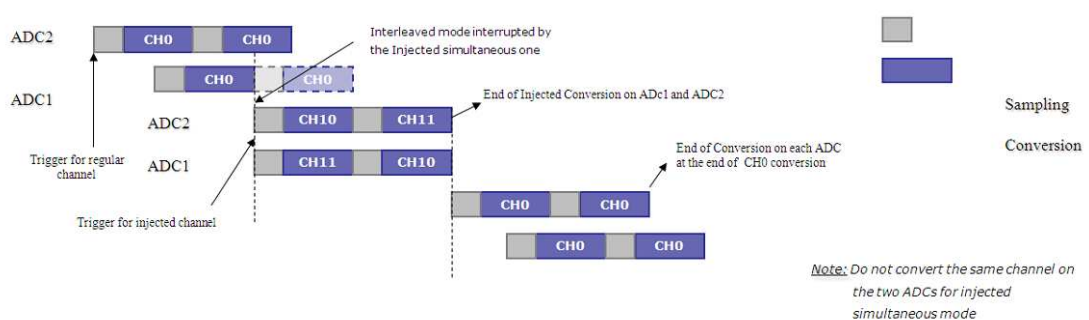 ADC2
CH0 CH0
Interleaved mode interrupted by
the Injected simultaneous one
ADC1
CH0 CH0
End of Injected Conversion on ADc1 and ADC2
ADC2
CH10 CH11
Sampling
Trigger for regular
channel
ADC1
CH11 CH10
Conversion
End of Conversion on each ADC
at the end of CH0 conversion
Trigger for injected channel
CH0 CH0
CH0 CH0
Note: Do not convert the same channel on
the two ADCs for injected
simultaneous mode